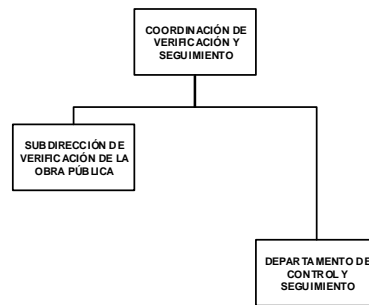 COORDINACIÓN DE
VERIFICACIÓN Y
SEGUIMIENTO
SUBDIRECCIÓN DE
VERIFICACIÓN DE LA
OBRA PÚBLICA
DEPARTAMENTO DE
CONTROL Y
SEGUIMIENTO